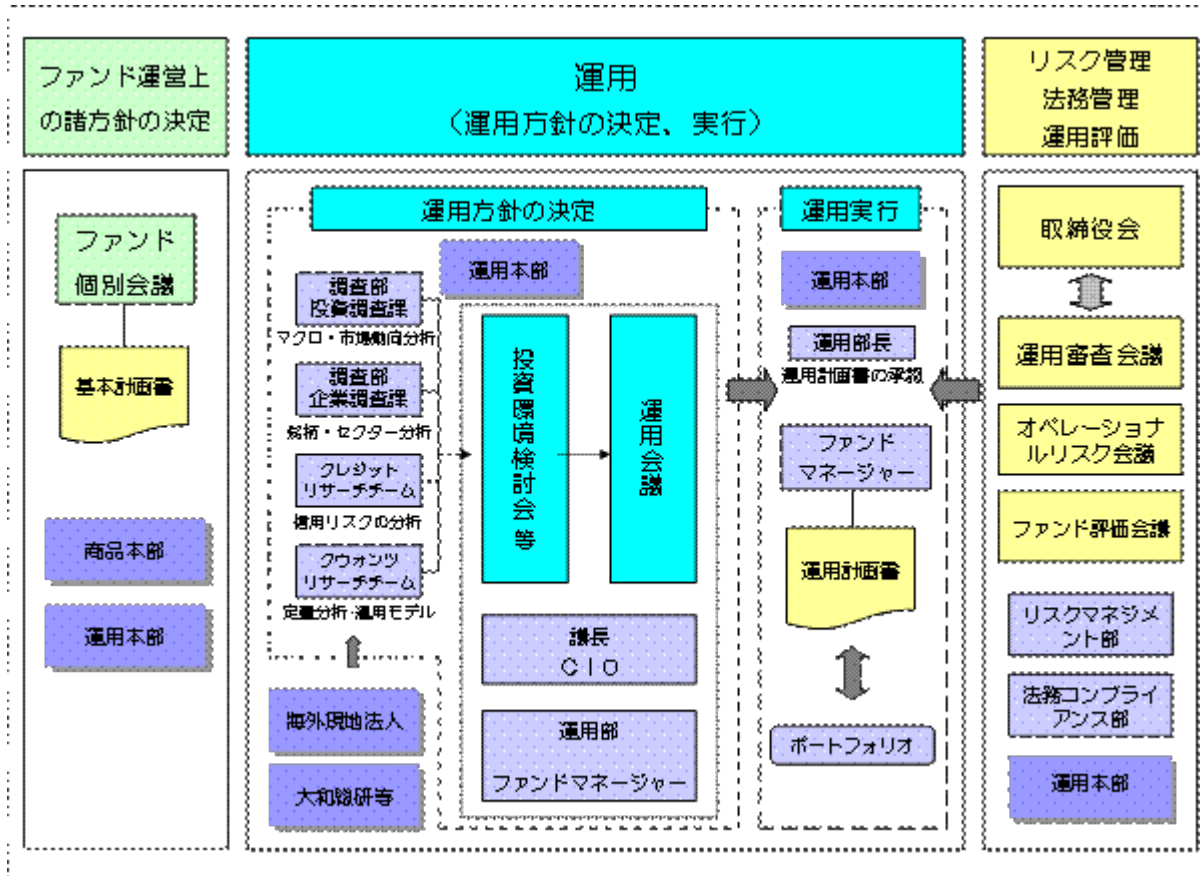 ファンド運営上
の諸方針の決定
運用
(運用方針の決定、実行)
リスク管理
法務管理
運用評価
ファンド
個別会議
基本計画書
商品本部
運用本部
運用方針の決定
運用本部
調査部
投資調査課
マクロ・市場動向分析
調査部
企業調査課
銘柄・セクター分析
クレジット
リサーチチーム
信用リスクの分析
クウォンツ
リサーチチーム
定量分析・運用モデル
海外現地法人
大和総研等
投資環境検討会等
運用会議
議長
CIO
運用部
ファンドマネージャー
運用実行
運用本部
運用部長
運用計画書の承認
ファンド
マネージャー
運用計画書
ポートフォリオ
取締役会
運用審査会議
オペレーショナ
ルリスク会議
ファンド評価会議
リスクマネジメ
ント部
法務コンプライ
アンス部
運用本部